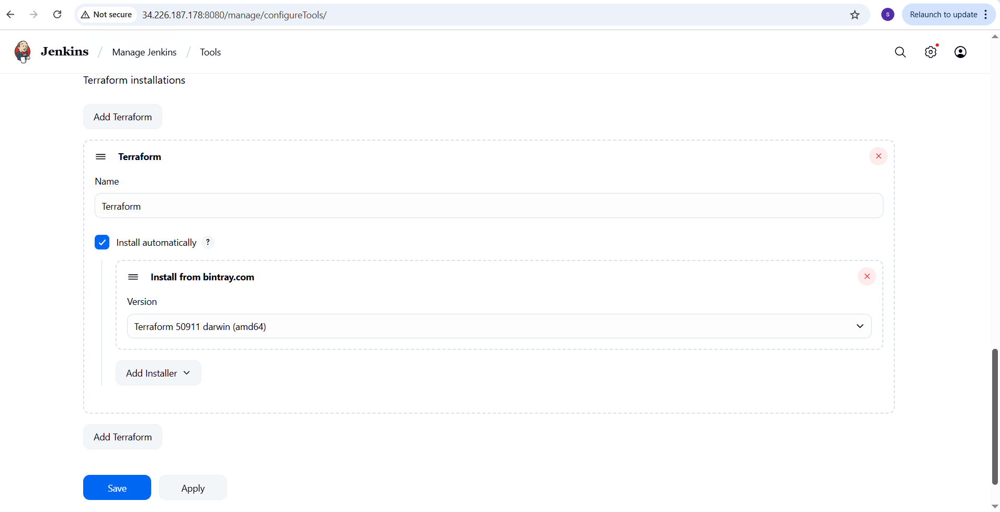 Not secure 34.226.187.178:8080/manage/configureTools/ S Relaunch to update
Jenkins / Manage Jenkins / Tools
Terraform installations
Add Terraform
Terraform
Name
Terraform
Install automatically ?
Install from bintray.com
Version
Terraform 50911 darwin (amd64)
Add Installer
Add Terraform
Save Apply